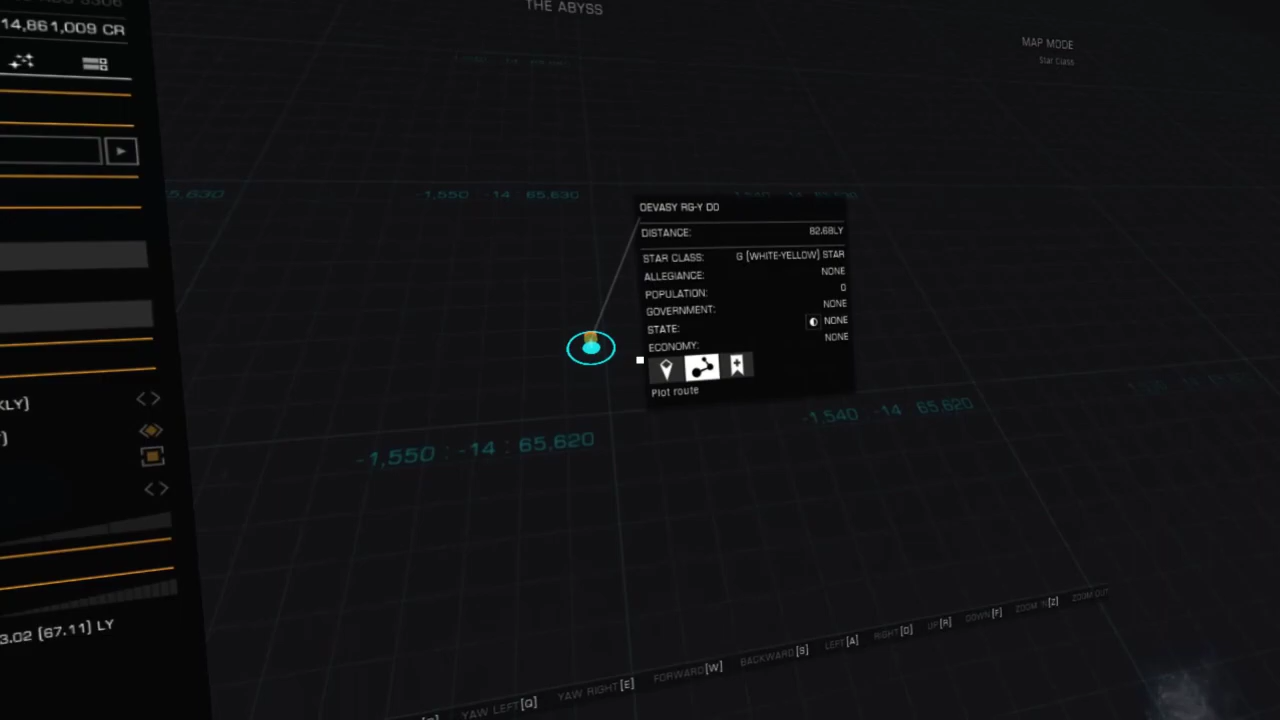 THE ABYSS
14,861,009 CR
MAP MODE
Star Class
5,630
-1,550 -14 65,630
DEVASY RG-Y D0
DISTANCE: 82.68LY
STAR CLASS: G [WHITE-YELLOW] STAR
ALLEGIANCE: NONE
POPULATION: 0
GOVERNMENT: NONE
STATE: NONE
ECONOMY: NONE
Plot route
-1,540 : -14 : 65,620
-1,550 : -14 : 65,620
KLY)
3.02 (67.11) LY
YAW LEFT[Q] YAW RIGHT[E] FORWARD[W] BACKWARD[S] LEFT[A] RIGHT[D] UP[R] DOWN[F] ZOOM IN[Z] ZOOM OUT